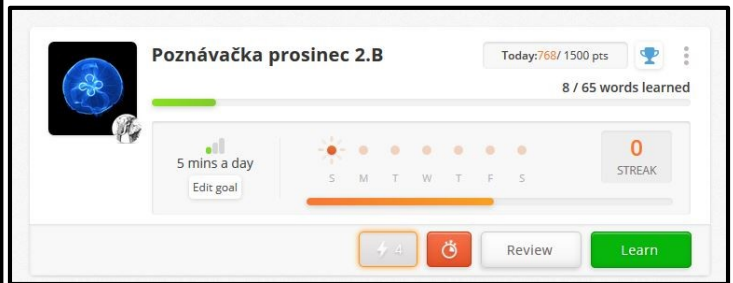 Poznávačka prosinec 2.B
Today:768/ 1500 pts
8 / 65 words learned
5 mins a day
Edit goal
S M T W T F S
0
STREAK
4
Review
Learn